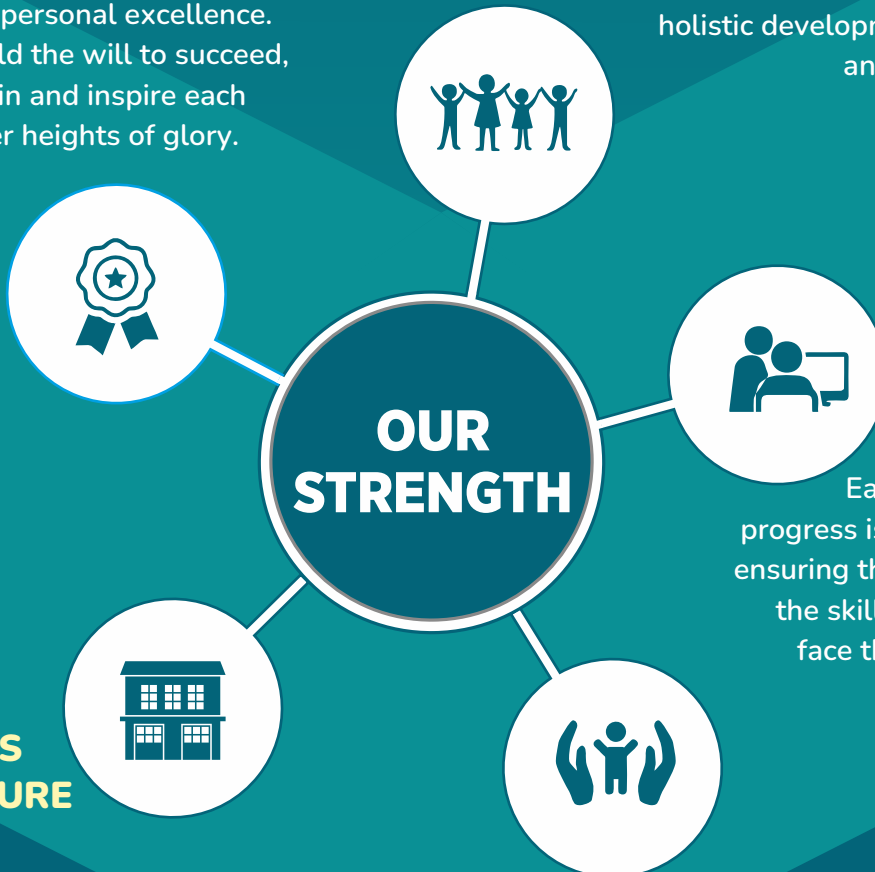 personal excellence.
ld the will to succeed,
in and inspire each
er heights of glory.
holistic develop
an
OUR
STRENGTH
Ea
progress is
ensuring th
the skil
face th
S
URE